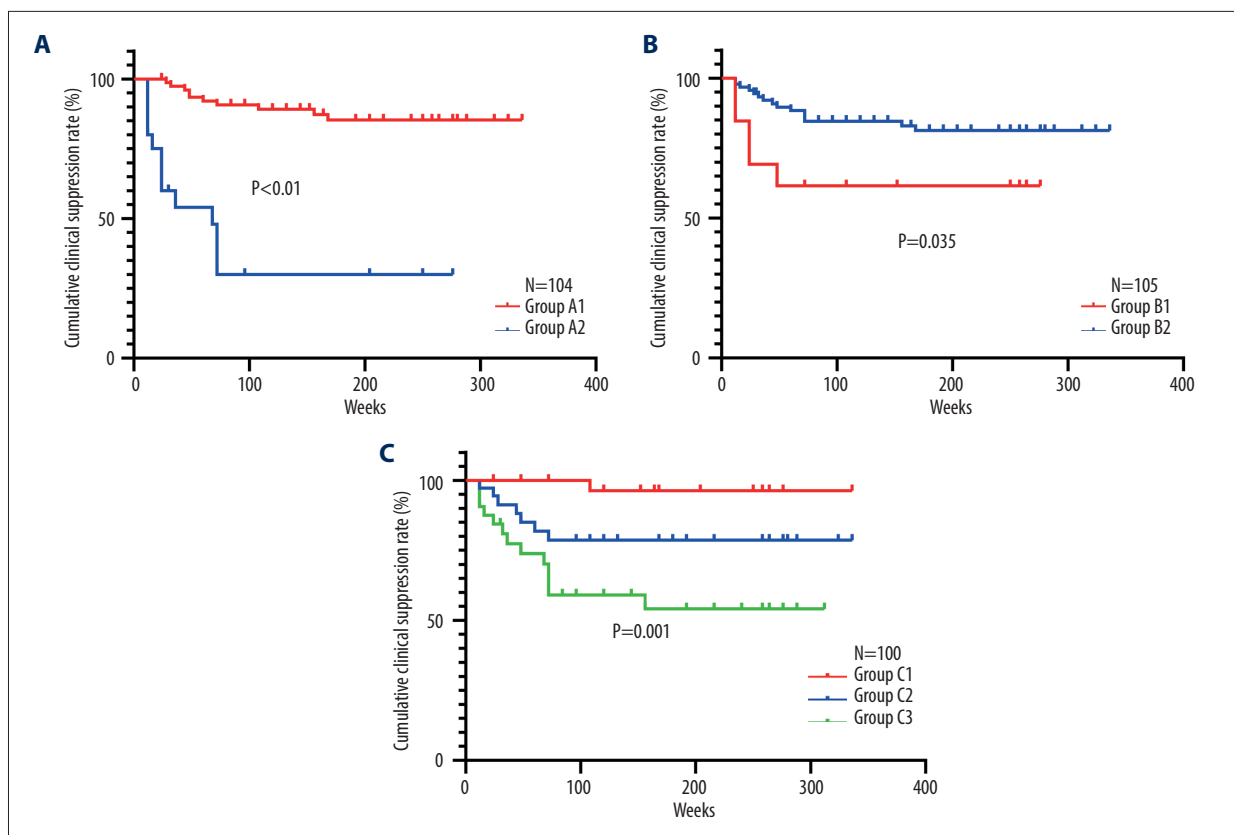 A
Cumulative clinical suppression rate (%)
100
50
0
P<0.01
N=104
Group A1
Group A2
0 100 200 300 400
Weeks
B
Cumulative clinical suppression rate (%)
100
50
0
P=0.035
N=105
Group B1
Group B2
0 100 200 300 400
Weeks
C
Cumulative clinical suppression rate (%)
100
50
0
P=0.001
N=100
Group C1
Group C2
Group C3
0 100 200 300 400
Weeks